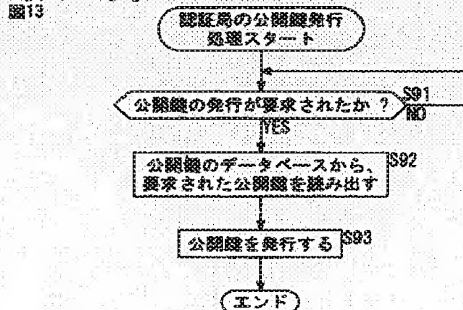 図13
認証局の公開鍵発行
処理スタート
公開鍵の発行が要求されたか ?
S91
NO
YES
公開鍵のデータベースから、
要求された公開鍵を読み出す
S92
公開鍵を発行する
S93
エンド